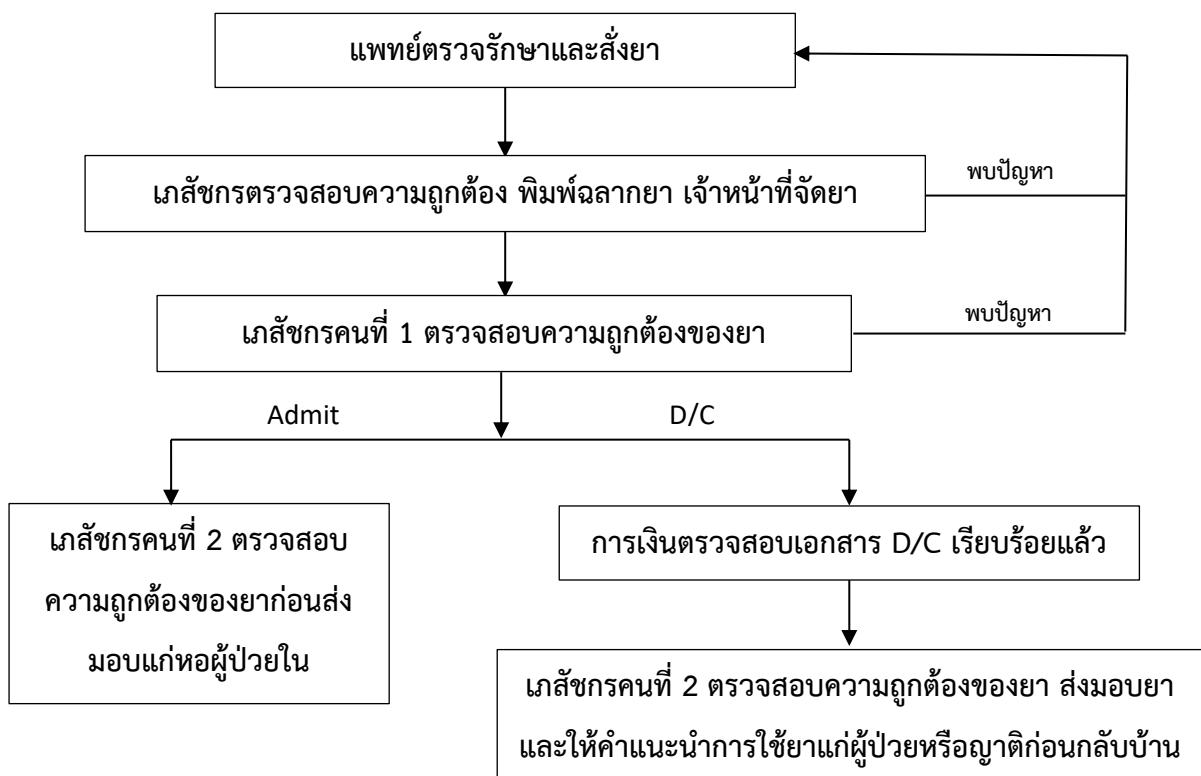 แพทย์ตรวจรักษาและสั่งยา
เภสัชกรตรวจสอบความถูกต้อง พิมพ์ฉลากยา เจ้าหน้าที่จัดยา
พบปัญหา
เภสัชกรคนที่ 1 ตรวจสอบความถูกต้องของยา
พบปัญหา
Admit
D/C
เภสัชกรคนที่ 2 ตรวจสอบ
ความถูกต้องของยาก่อนส่ง
มอบแก่หอผู้ป่วยใน
การเงินตรวจสอบเอกสาร D/C เรียบร้อยแล้ว
เภสัชกรคนที่ 2 ตรวจสอบความถูกต้องของยา ส่งมอบยา
และให้คำแนะนำการใช้ยาแก่ผู้ป่วยหรือญาติก่อนกลับบ้าน